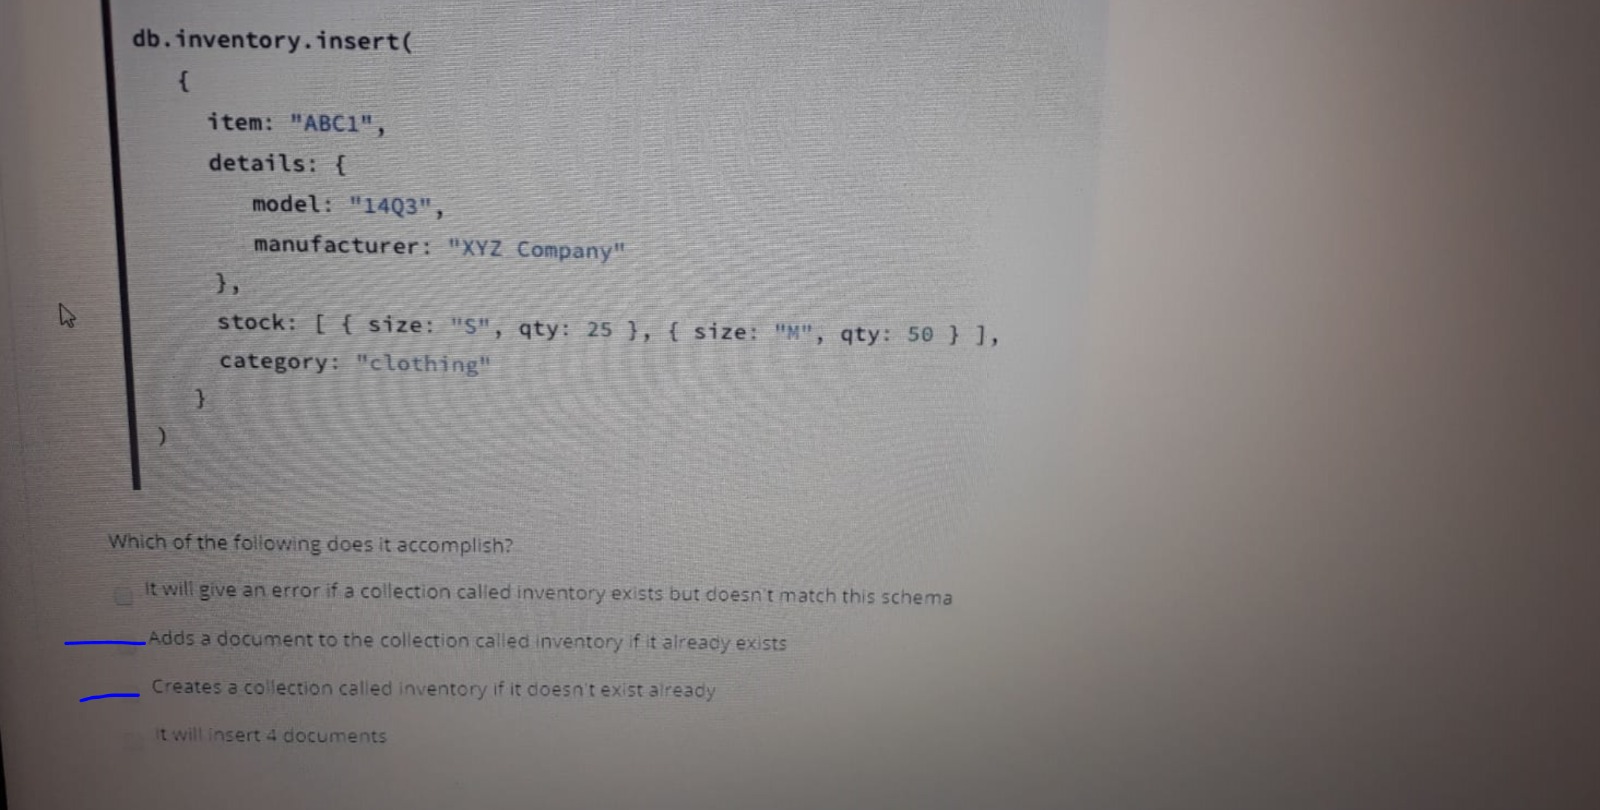 db.inventory.insert(
{
item: "ABC1",
details: {
model: "14Q3",
manufacturer: "XYZ Company"
},
stock: [ { size: "S", qty: 25 }, { size: "M", qty: 50 } ],
category: "clothing"
}
)
Which of the following does it accomplish?
It will give an error if a collection called inventory exists but doesn't match this schema
Adds a document to the collection called inventory if it already exists
Creates a collection called inventory if it doesn't exist already
It will insert 4 documents